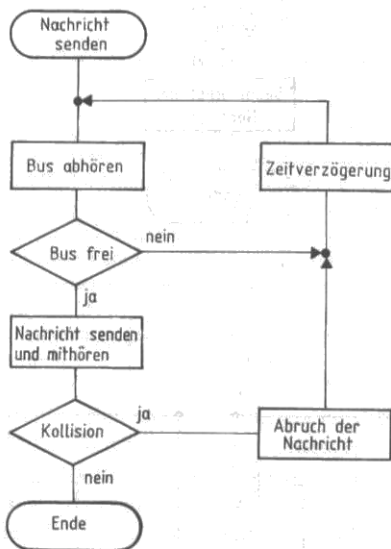 Nachricht
senden
Bus abhören
Zeitverzögerung
Bus frei
nein
ja
Nachricht senden
und mithören
Kollision
ja
Abruch der
Nachricht
nein
Ende